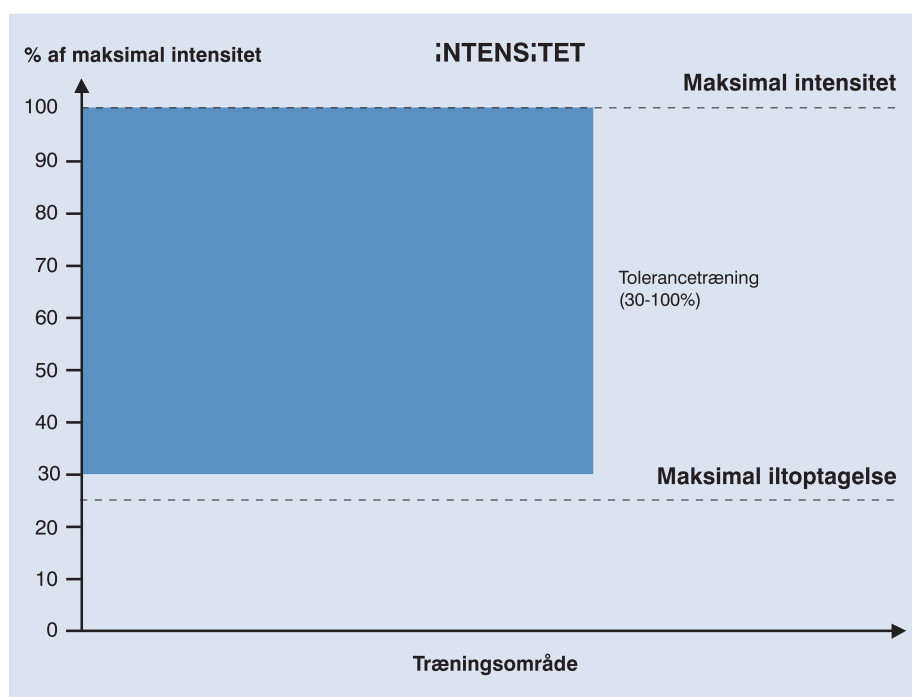 % af maksimal intensitet
iNTENSiTET
Maksimal intensitet
100
90
80
70
Tolerancetræning
(30-100%)
60
50
40
30
Maksimal iltoptagelse
20
10
0
Træningsområde